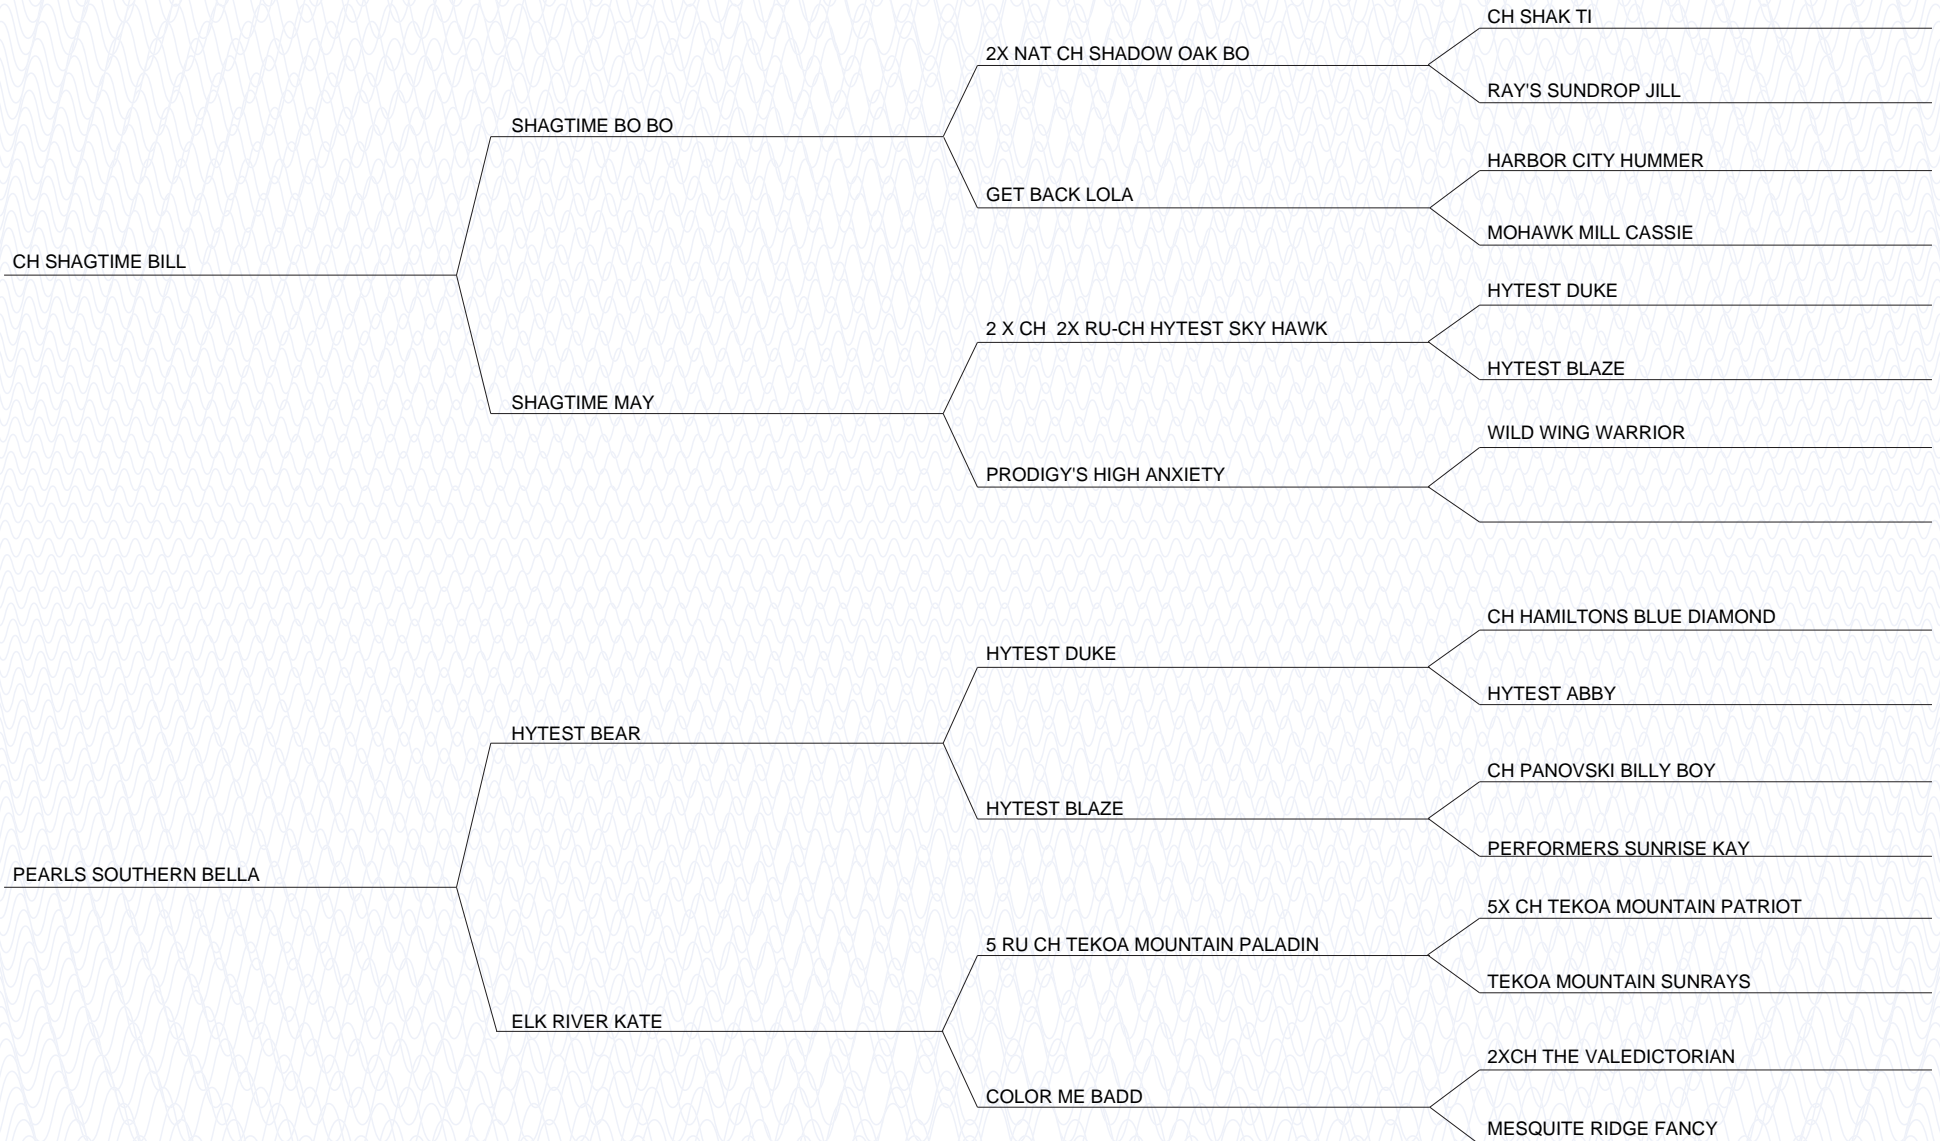 CH SHAK TI
2X NAT CH SHADOW OAK BO
RAY'S SUNDROP JILL
SHAGTIME BO BO
HARBOR CITY HUMMER
GET BACK LOLA
MOHAWK MILL CASSIE
CH SHAGTIME BILL
HYTEST DUKE
2 X CH  2X RU-CH HYTEST SKY HAWK
HYTEST BLAZE
SHAGTIME MAY
WILD WING WARRIOR
PRODIGY'S HIGH ANXIETY
CH HAMILTONS BLUE DIAMOND
HYTEST DUKE
HYTEST ABBY
HYTEST BEAR
CH PANOVSKI BILLY BOY
HYTEST BLAZE
PERFORMERS SUNRISE KAY
PEARLS SOUTHERN BELLA
5X CH TEKOA MOUNTAIN PATRIOT
5 RU CH TEKOA MOUNTAIN PALADIN
TEKOA MOUNTAIN SUNRAYS
ELK RIVER KATE
2XCH THE VALEDICTORIAN
COLOR ME BADD
MESQUITE RIDGE FANCY